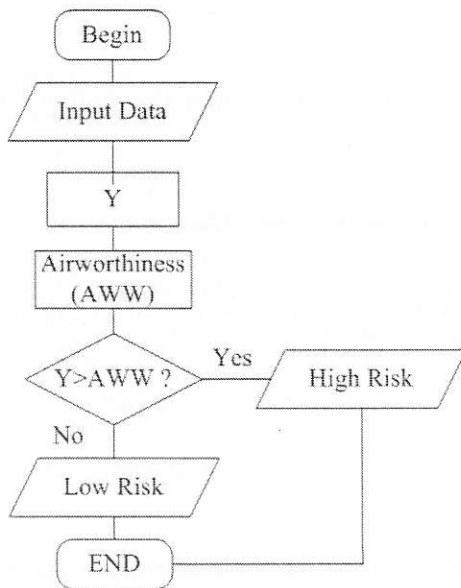 Begin
Input Data
Y
Airworthiness
(AWW)
Y>AWW ?
Yes
High Risk
No
Low Risk
END